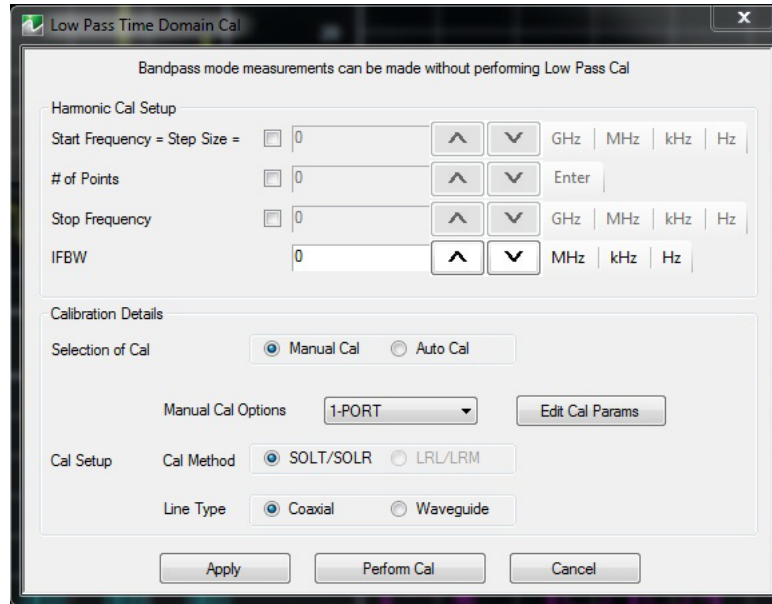 Low Pass Time Domain Cal
X
Bandpass mode measurements can be made without performing Low Pass Cal
Harmonic Cal Setup
Start Frequency = Step Size = 0 GHz MHz kHz Hz
# of Points 0 Enter
Stop Frequency 0 GHz MHz kHz Hz
IFBW 0 MHz kHz Hz
Calibration Details
Selection of Cal Manual Cal Auto Cal
Manual Cal Options 1-PORT Edit Cal Params
Cal Setup Cal Method SOLT/SOLR LRL/LRM
Line Type Coaxial Waveguide
Apply Perform Cal Cancel